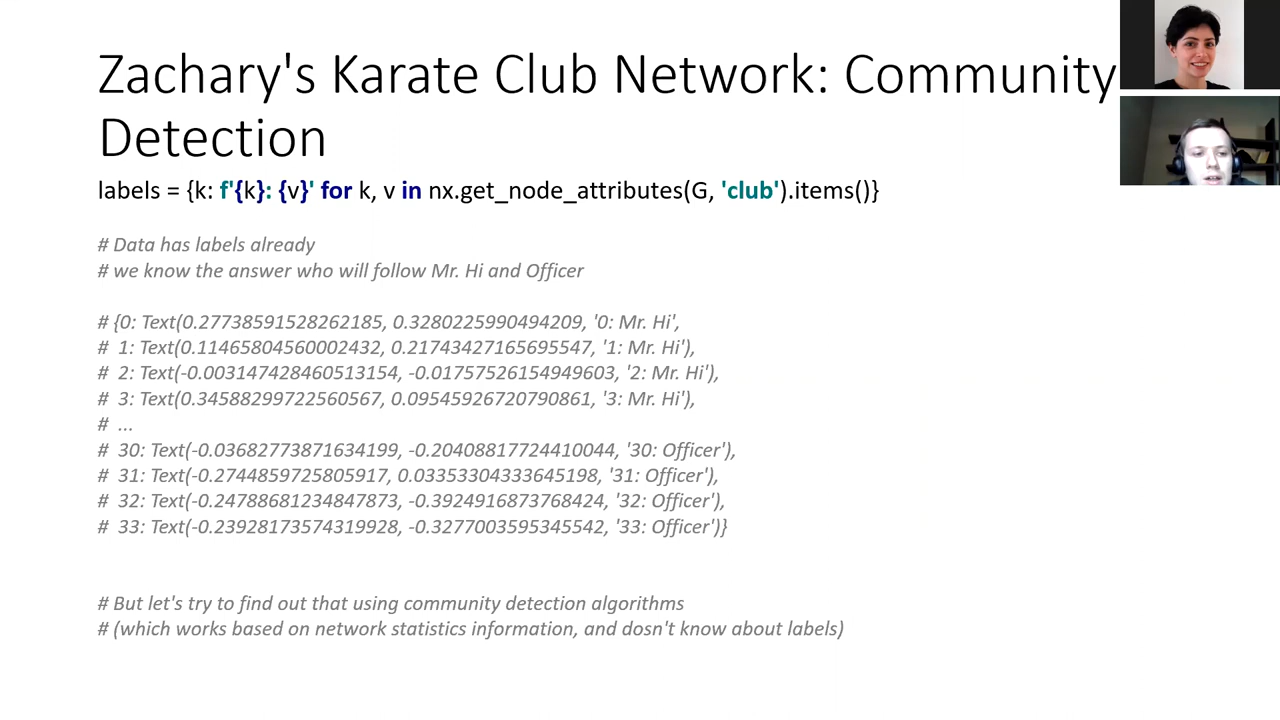 Zachary's Karate Club Network: Community
Detection
labels = {k: f'{k}: {v}' for k, v in nx.get_node_attributes(G, 'club').items()}
# Data has labels already
# we know the answer who will follow Mr. Hi and Officer
# {0: Text(0.27738591528262185, 0.3280225990494209, '0: Mr. Hi',
#  1: Text(0.11465804560002432, 0.21743427165695547, '1: Mr. Hi'),
#  2: Text(-0.003147428460513154, -0.01757526154949603, '2: Mr. Hi'),
#  3: Text(0.34588299722560567, 0.09545926720790861, '3: Mr. Hi'),
#  ...
#  30: Text(-0.03682773871634199, -0.20408817724410044, '30: Officer'),
#  31: Text(-0.2744859725805917, 0.03353304333645198, '31: Officer'),
#  32: Text(-0.24788681234847873, -0.3924916873768424, '32: Officer'),
#  33: Text(-0.23928173574319928, -0.3277003595345542, '33: Officer')}
# But let's try to find out that using community detection algorithms
# (which works based on network statistics information, and dosn't know about labels)